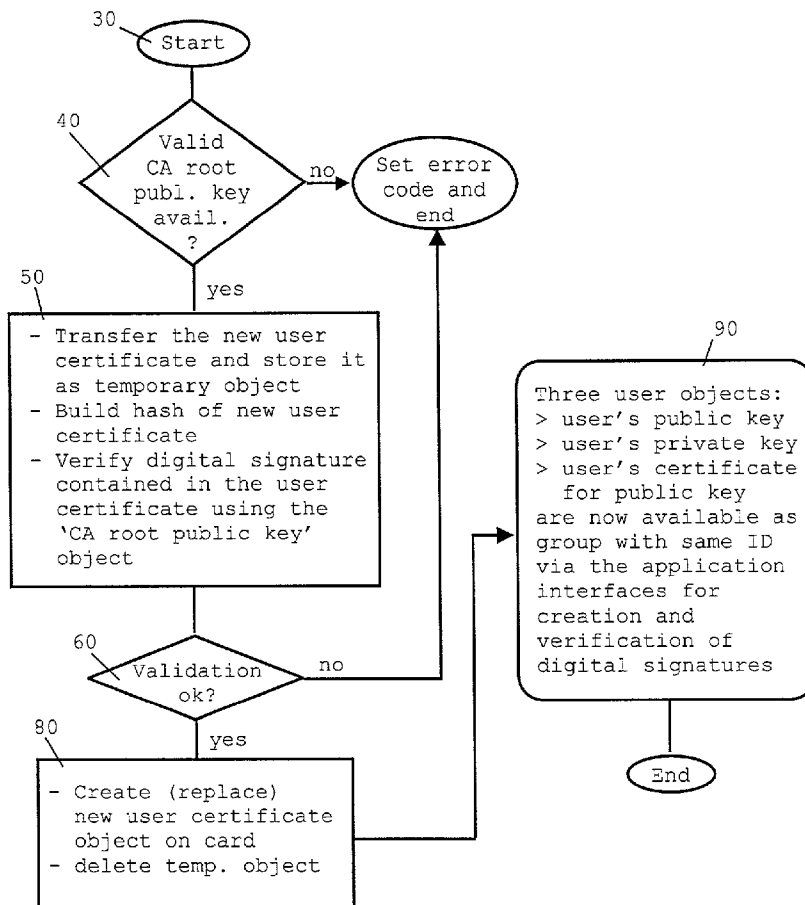 30
Start
40
Valid
CA root
publ. key
avail.
?
no
Set error
code and
end
yes
50
- Transfer the new user
certificate and store it
as temporary object
- Build hash of new user
certificate
- Verify digital signature
contained in the user
certificate using the
'CA root public key'
object
60
Validation
ok?
no
yes
80
- Create (replace)
new user certificate
object on card
- delete temp. object
90
Three user objects:
> user's public key
> user's private key
> user's certificate
for public key
are now available as
group with same ID
via the application
interfaces for
creation and
verification of
digital signatures
End